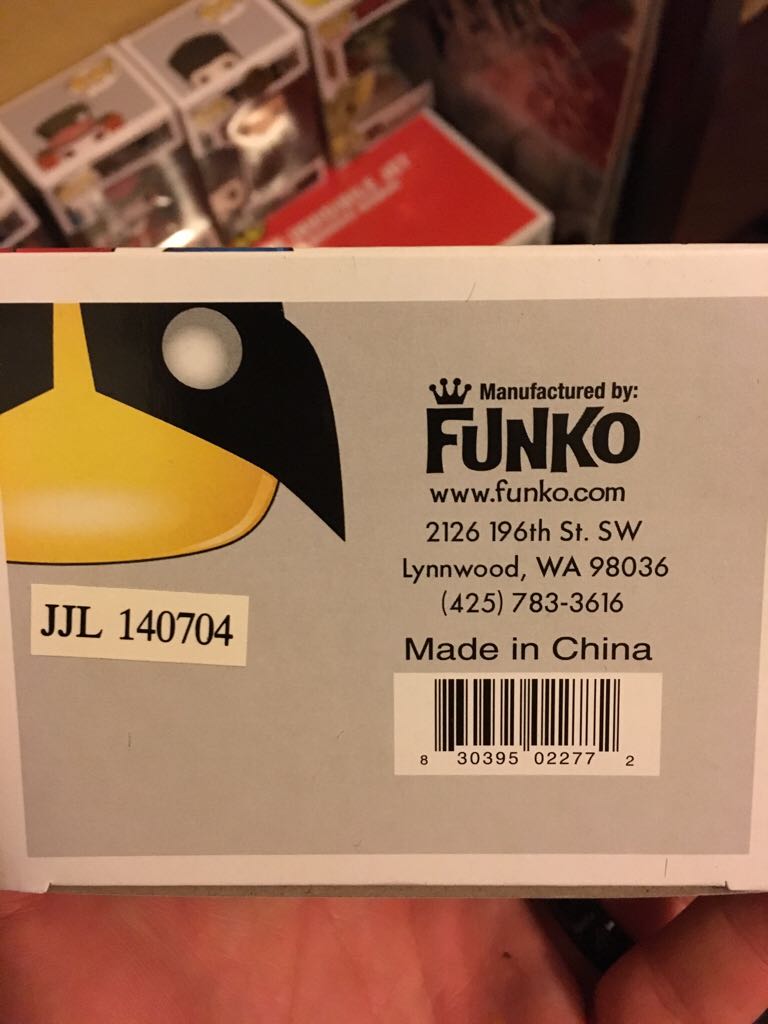 Manufactured by:
FUNKO
www.funko.com
2126 196th St. SW
Lynnwood, WA 98036
(425) 783-3616
JJL 140704
Made in China
8 30395 02277 2